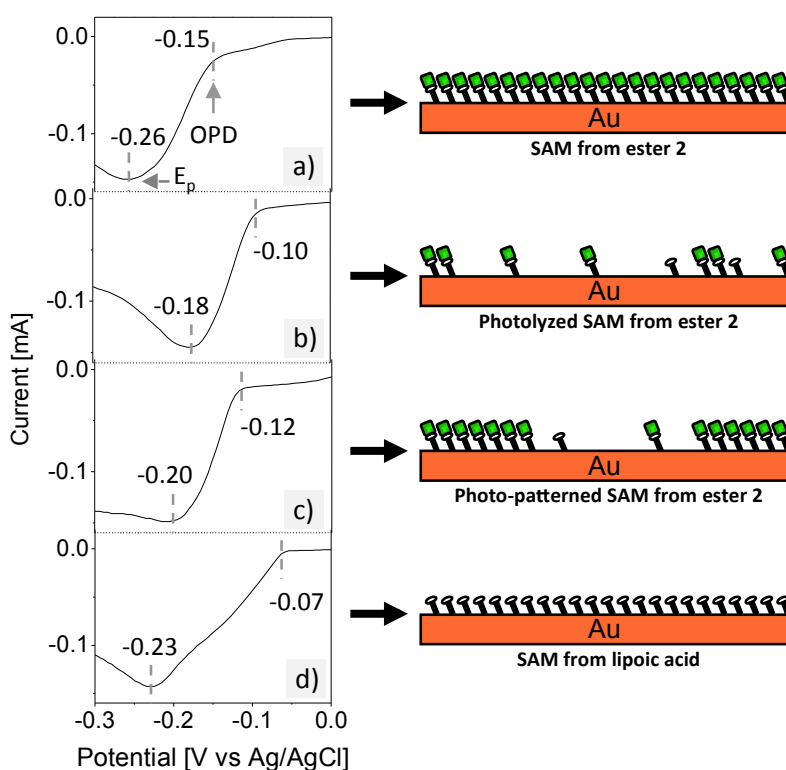 0.0
-0.15
-0.1
-0.26
OPD
Eₚ
a)
Au
SAM from ester 2
0.0
-0.10
-0.1
-0.18
b)
Au
Photolyzed SAM from ester 2
0.0
-0.12
-0.1
-0.20
c)
Au
Photo-patterned SAM from ester 2
0.0
-0.07
-0.1
-0.23
d)
Au
SAM from lipoic acid
-0.3 -0.2 -0.1 0.0
Potential [V vs Ag/AgCl]
Current [mA]